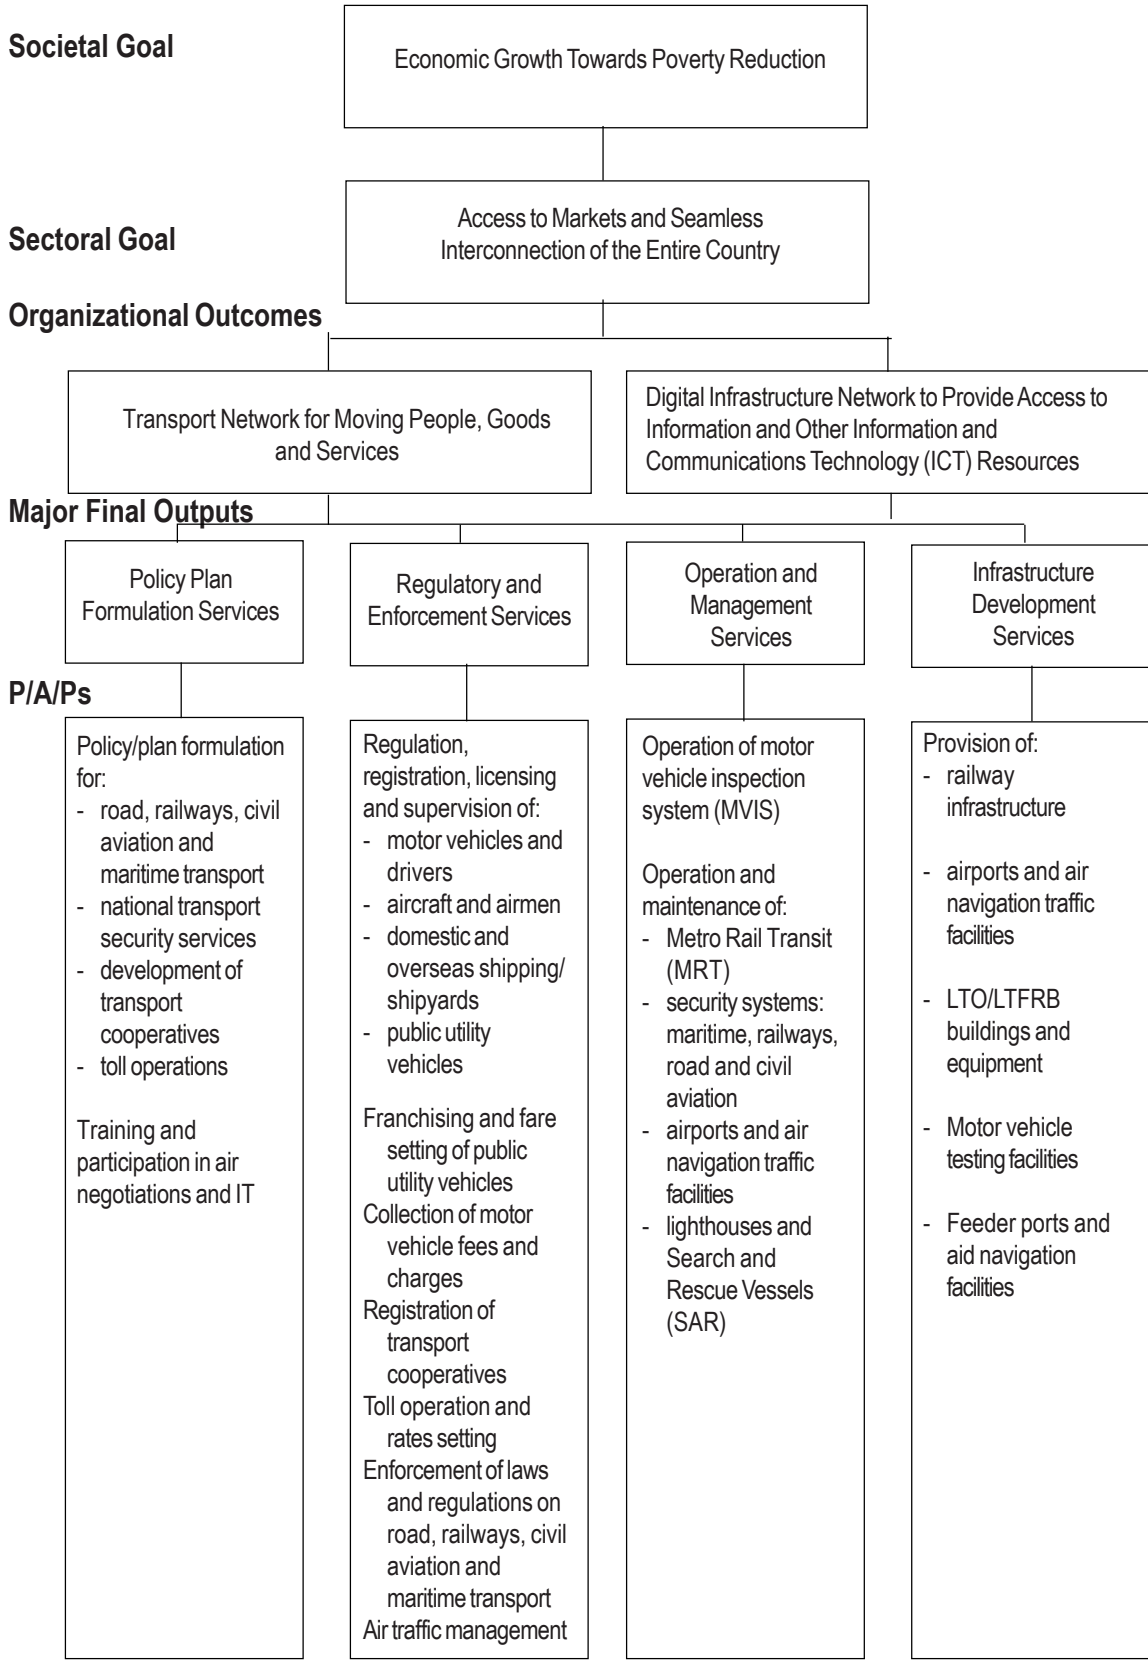 Societal Goal
Economic Growth Towards Poverty Reduction
Sectoral Goal
Access to Markets and Seamless
Interconnection of the Entire Country
Organizational Outcomes
Transport Network for Moving People, Goods
and Services
Digital Infrastructure Network to Provide Access to
Information and Other Information and
Communications Technology (ICT) Resources
Major Final Outputs
Policy Plan
Formulation Services
Regulatory and
Enforcement Services
Operation and
Management
Services
Infrastructure
Development
Services
P/A/Ps
Policy/plan formulation
for:
- road, railways, civil
aviation and
maritime transport
- national transport
security services
- development of
transport
cooperatives
- toll operations
Training and
participation in air
negotiations and IT
Regulation,
registration, licensing
and supervision of:
- motor vehicles and
drivers
- aircraft and airmen
- domestic and
overseas shipping/
shipyards
- public utility
vehicles
Franchising and fare
setting of public
utility vehicles
Collection of motor
vehicle fees and
charges
Registration of
transport
cooperatives
Toll operation and
rates setting
Enforcement of laws
and regulations on
road, railways, civil
aviation and
maritime transport
Air traffic management
Operation of motor
vehicle inspection
system (MVIS)
Operation and
maintenance of:
- Metro Rail Transit
(MRT)
- security systems:
maritime, railways,
road and civil
aviation
- airports and air
navigation traffic
facilities
- lighthouses and
Search and
Rescue Vessels
(SAR)
Provision of:
- railway
infrastructure
- airports and air
navigation traffic
facilities
- LTO/LTFRB
buildings and
equipment
- Motor vehicle
testing facilities
- Feeder ports and
aid navigation
facilities